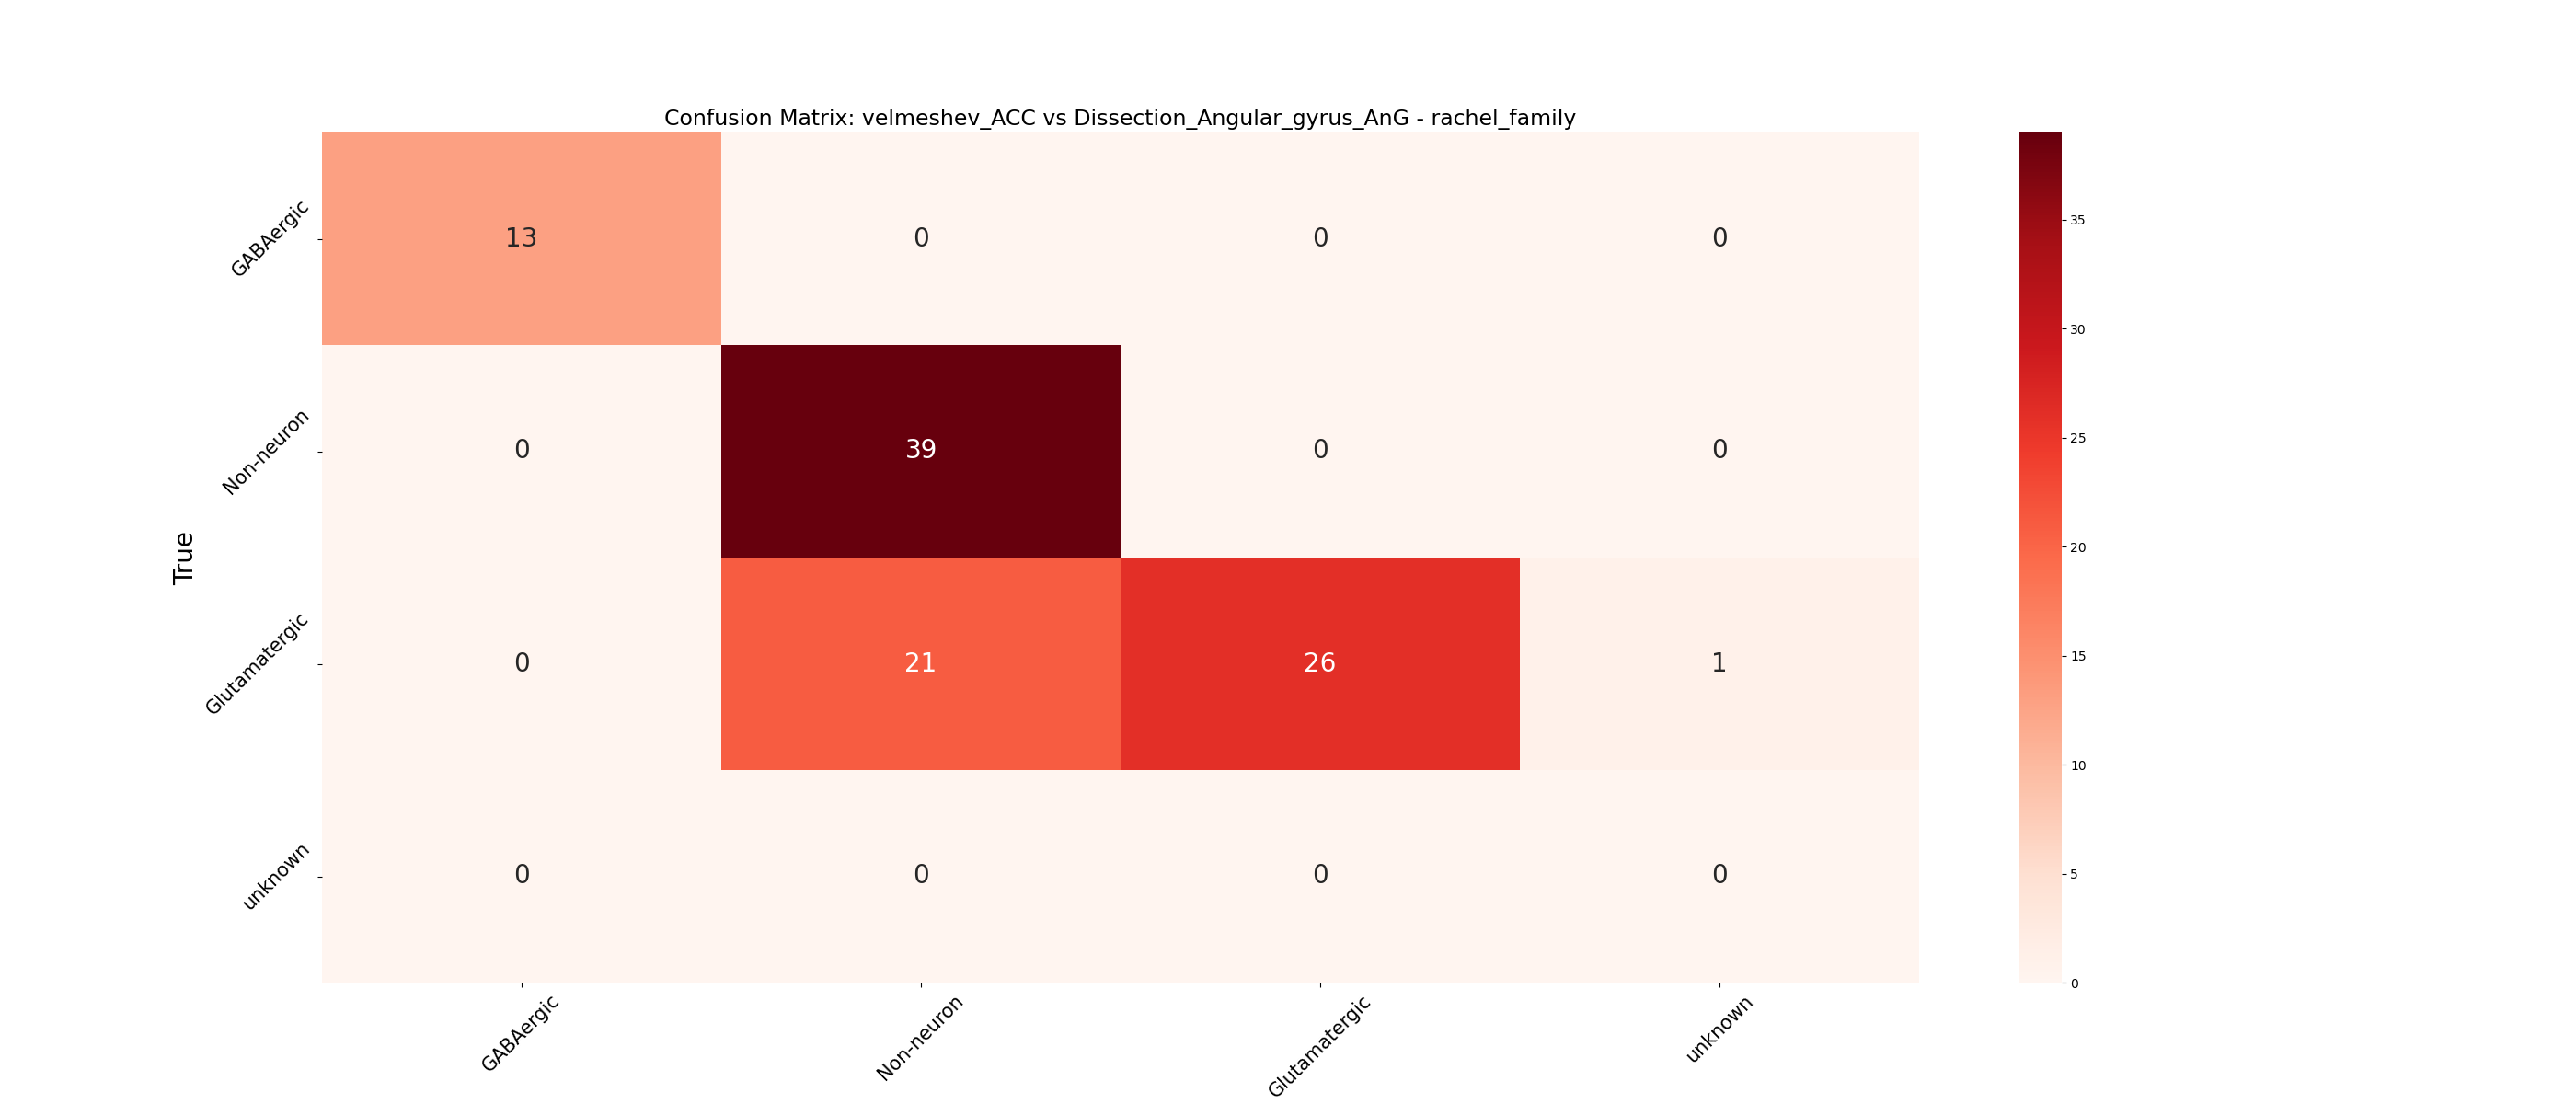 Confusion Matrix: velmeshev_ACC vs Dissection_Angular_gyrus_AnG - rachel_family
True
GABAergic
13 0 0 0
Non-neuron
0 39 0 0
Glutamatergic
0 21 26 1
unknown
0 0 0 0
GABAergic Non-neuron Glutamatergic unknown
35
30
25
20
15
10
5
0